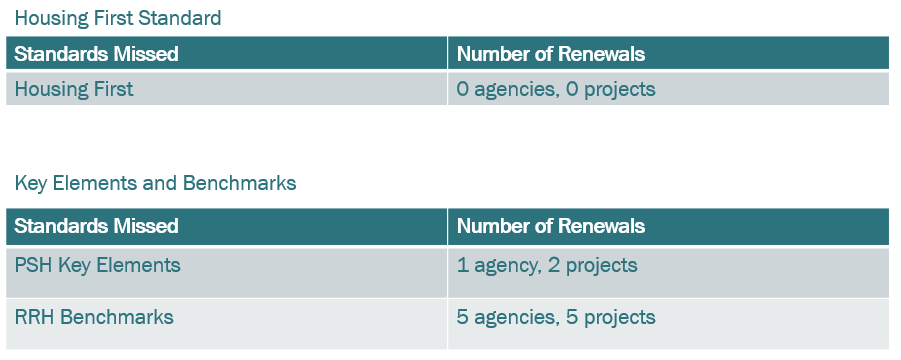 Housing First Standard
Standards Missed Number of Renewals
Housing First 0 agencies, 0 projects
Key Elements and Benchmarks
Standards Missed Number of Renewals
PSH Key Elements 1 agency, 2 projects
RRH Benchmarks 5 agencies, 5 projects